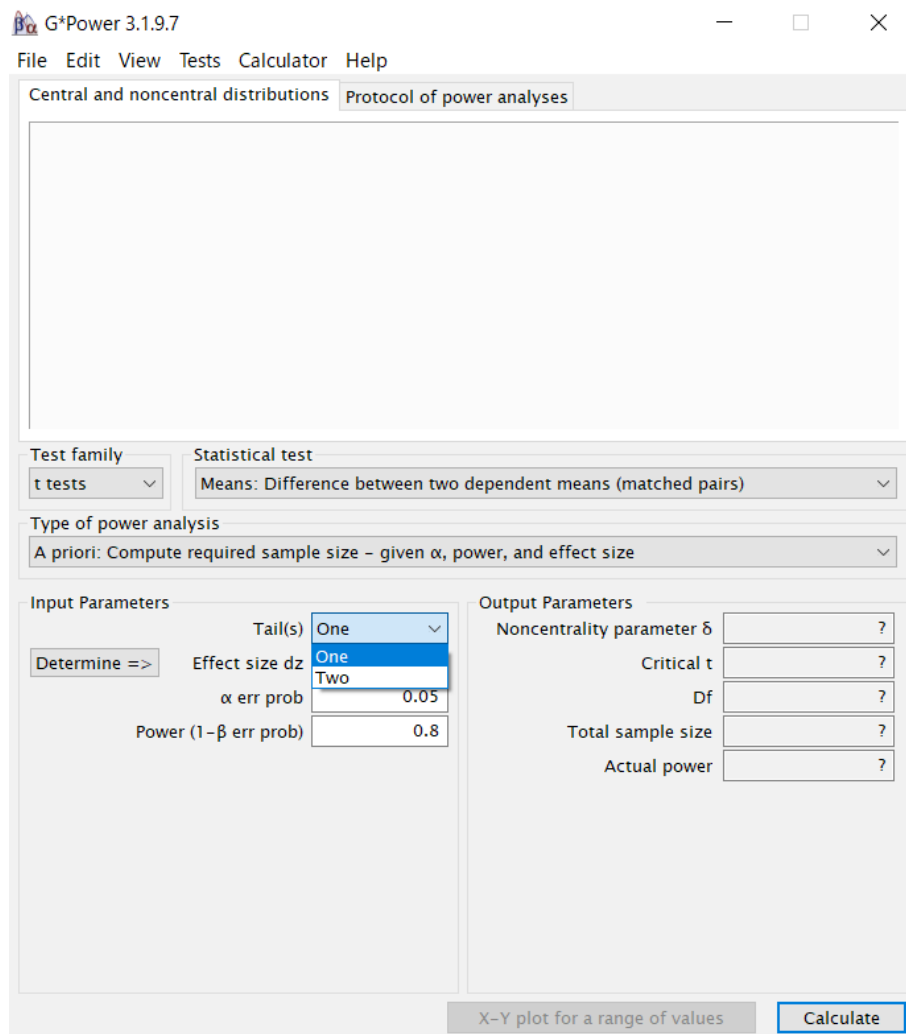 G*Power 3.1.9.7
File Edit View Tests Calculator Help
Central and noncentral distributions Protocol of power analyses
Test family Statistical test
t tests Means: Difference between two dependent means (matched pairs)
Type of power analysis
A priori: Compute required sample size – given α, power, and effect size
Input Parameters Output Parameters
Tail(s) One Noncentrality parameter δ ?
Determine => Effect size dz One Critical t ?
Two
α err prob 0.05 Df ?
Power (1–β err prob) 0.8 Total sample size ?
Actual power ?
X–Y plot for a range of values Calculate